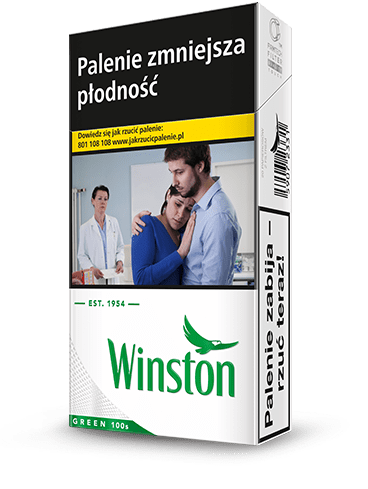 Palenie zmniejsza
płodność
Dowiedz się jak rzucić palenie:
801 108 108 www.jakrzucicpalenie.pl
EST. 1954
Winston
GREEN 100s
Palenie zabija –
rzuć teraz!